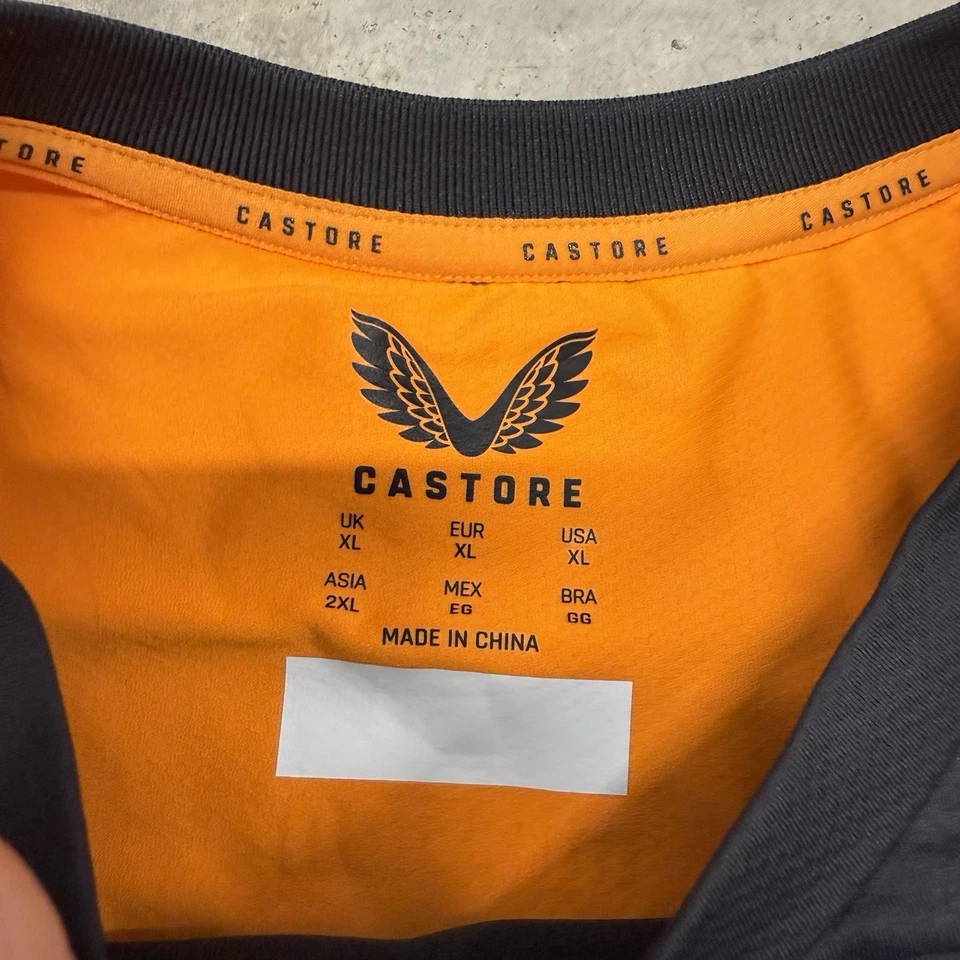 TORE
CASTORE
CASTORE
CASTORE
CASTORE
UK EUR USA
XL XL XL
ASIA MEX BRA
2XL EG GG
MADE IN CHINA